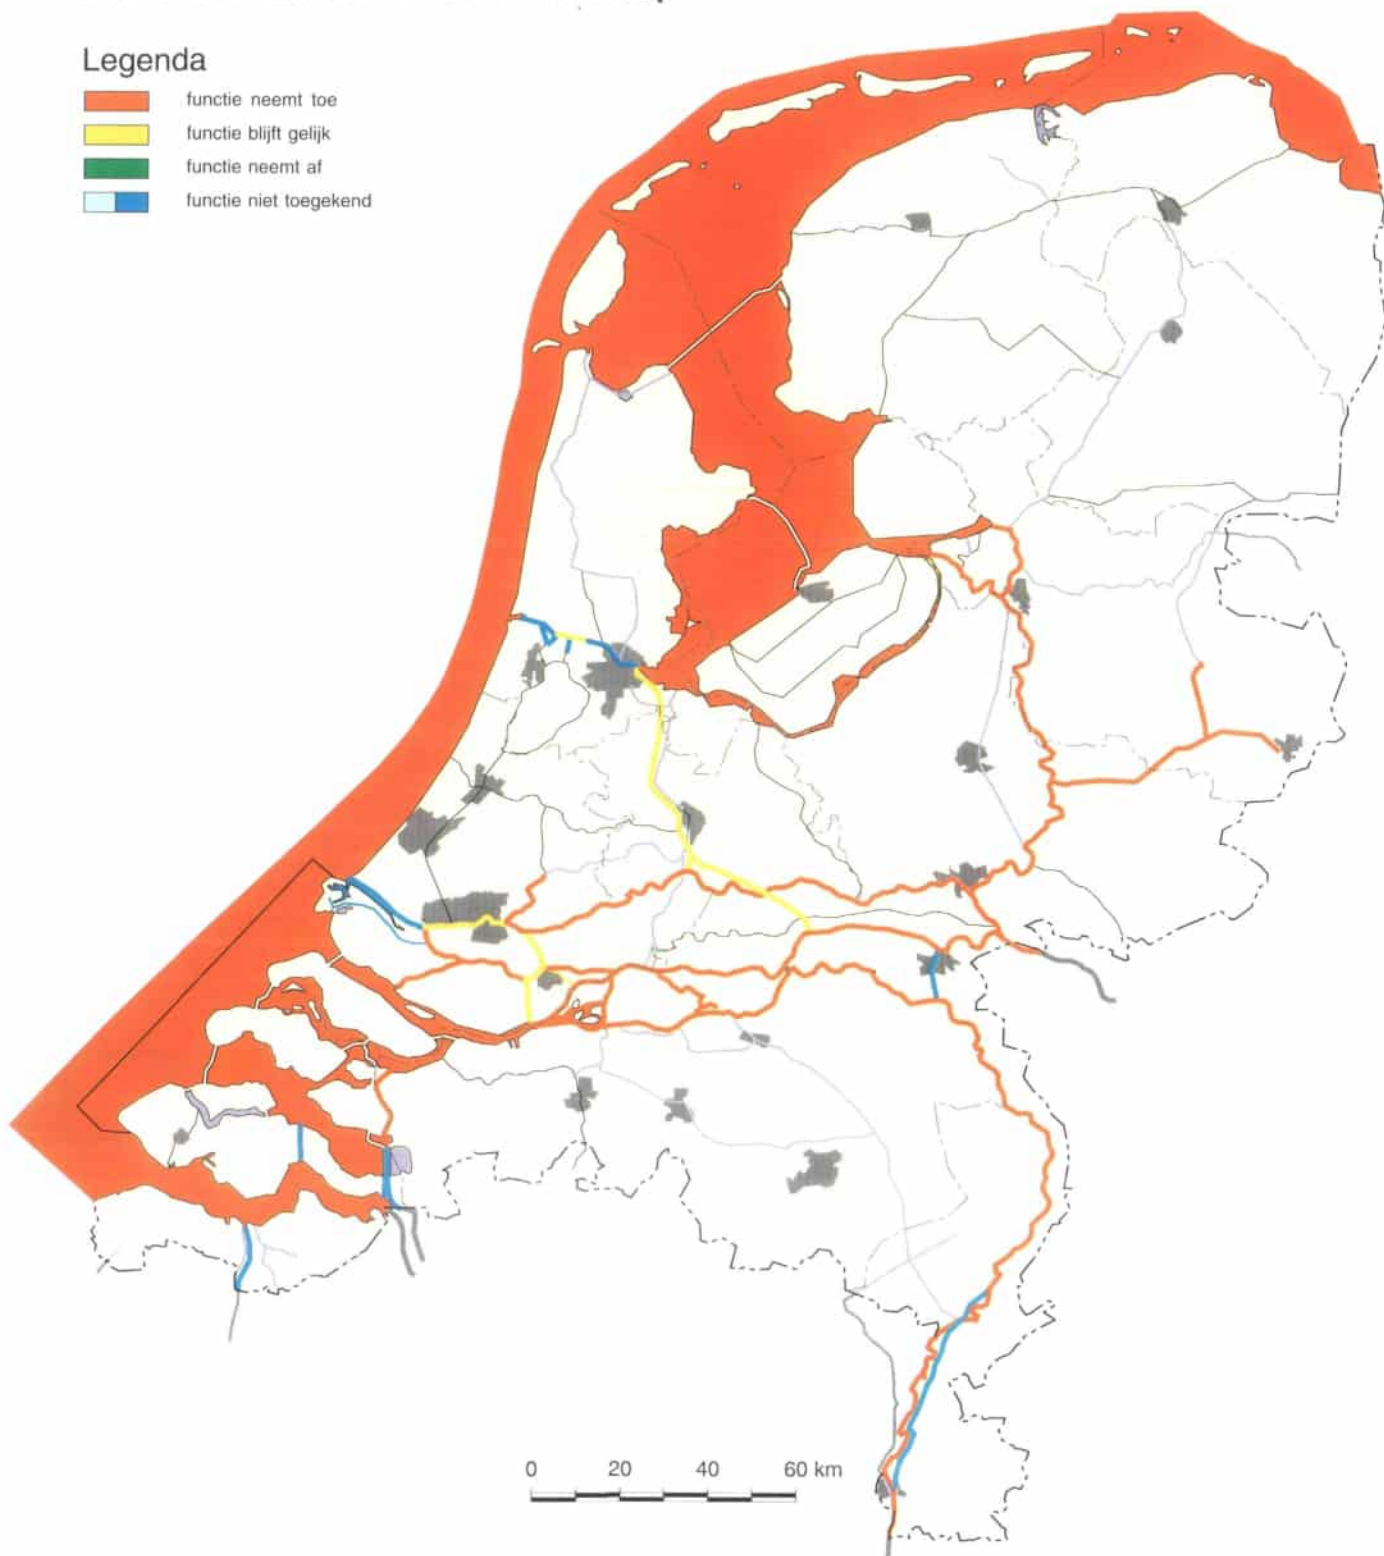 Legenda
functie neemt toe
functie blijft gelijk
functie neemt af
functie niet toegekend
0 20 40 60 km